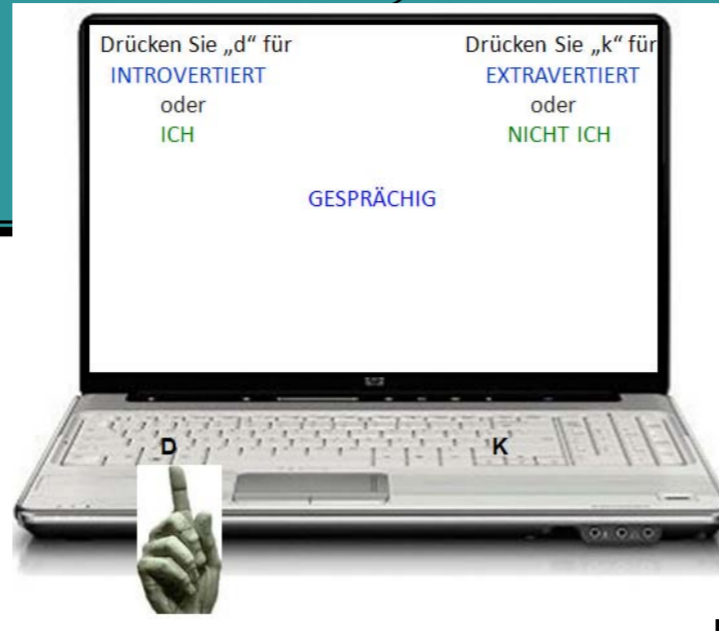 Drücken Sie „d“ für
INTROVERTIERT
oder
ICH
Drücken Sie „k“ für
EXTRAVERTIERT
oder
NICHT ICH
GESPRÄCHIG
D
K